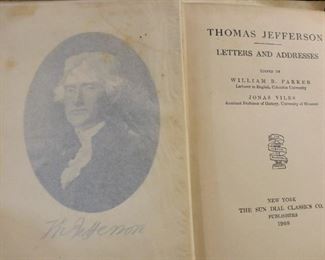 Th Jefferson
THOMAS JEFFERSON
LETTERS AND ADDRESSES
EDITED BY
WILLIAM B. PARKER
Lecturer in English, Columbia University
JONAS VILES
Assistant Professor of History, University of Missouri
NEW YORK
THE SUN DIAL CLASSICS CO.
PUBLISHERS
1908